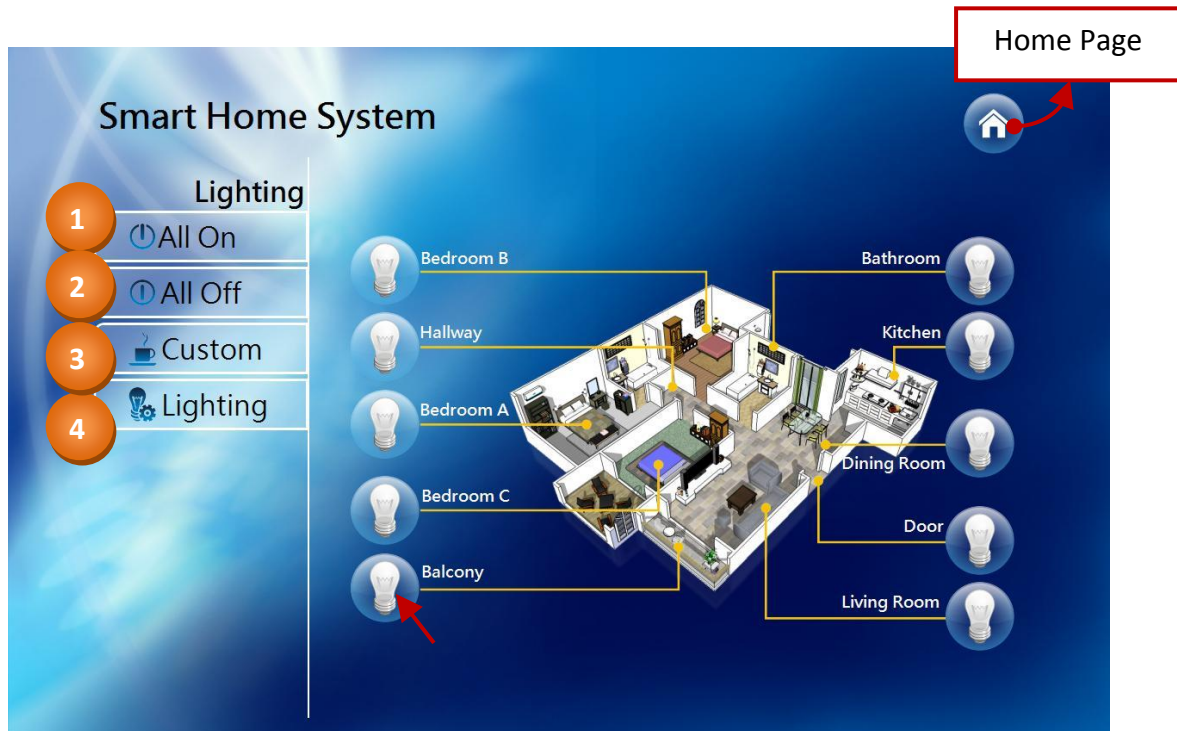 Home Page
Smart Home System
Lighting
1
All On
2
All Off
3
Custom
4
Lighting
Bedroom B
Hallway
Bedroom A
Bedroom C
Balcony
Bathroom
Kitchen
Dining Room
Door
Living Room